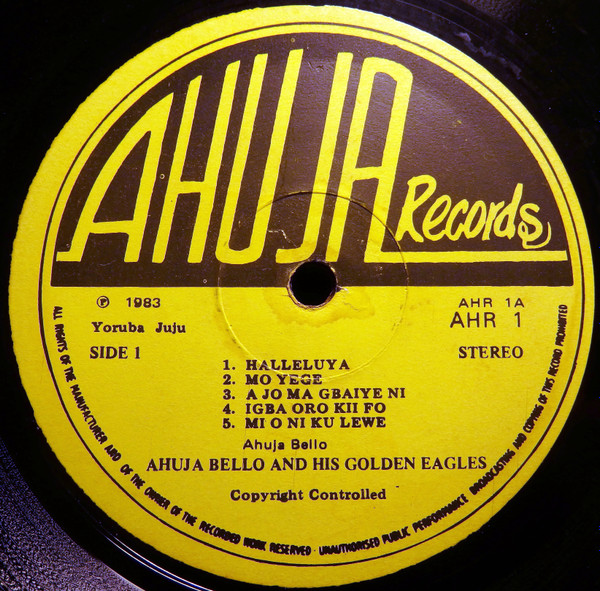 AHUJA
Records
℗ 1983
AHR 1A
AHR 1
Yoruba Juju
SIDE 1
STEREO
1. HALLELUYA
2. MO YEGE
3. A JO MA GBAIYE NI
4. IGBA ORO KII FO
5. MI O NI KU LEWE
Ahuja Bello
AHUJA BELLO AND HIS GOLDEN EAGLES
Copyright Controlled
ALL RIGHTS OF THE MANUFACTURER AND OF THE OWNER OF THE RECORDED WORK RESERVED · UNAUTHORISED PUBLIC PERFORMANCE BROADCASTING AND COPYING OF THIS RECORD PROHIBITED